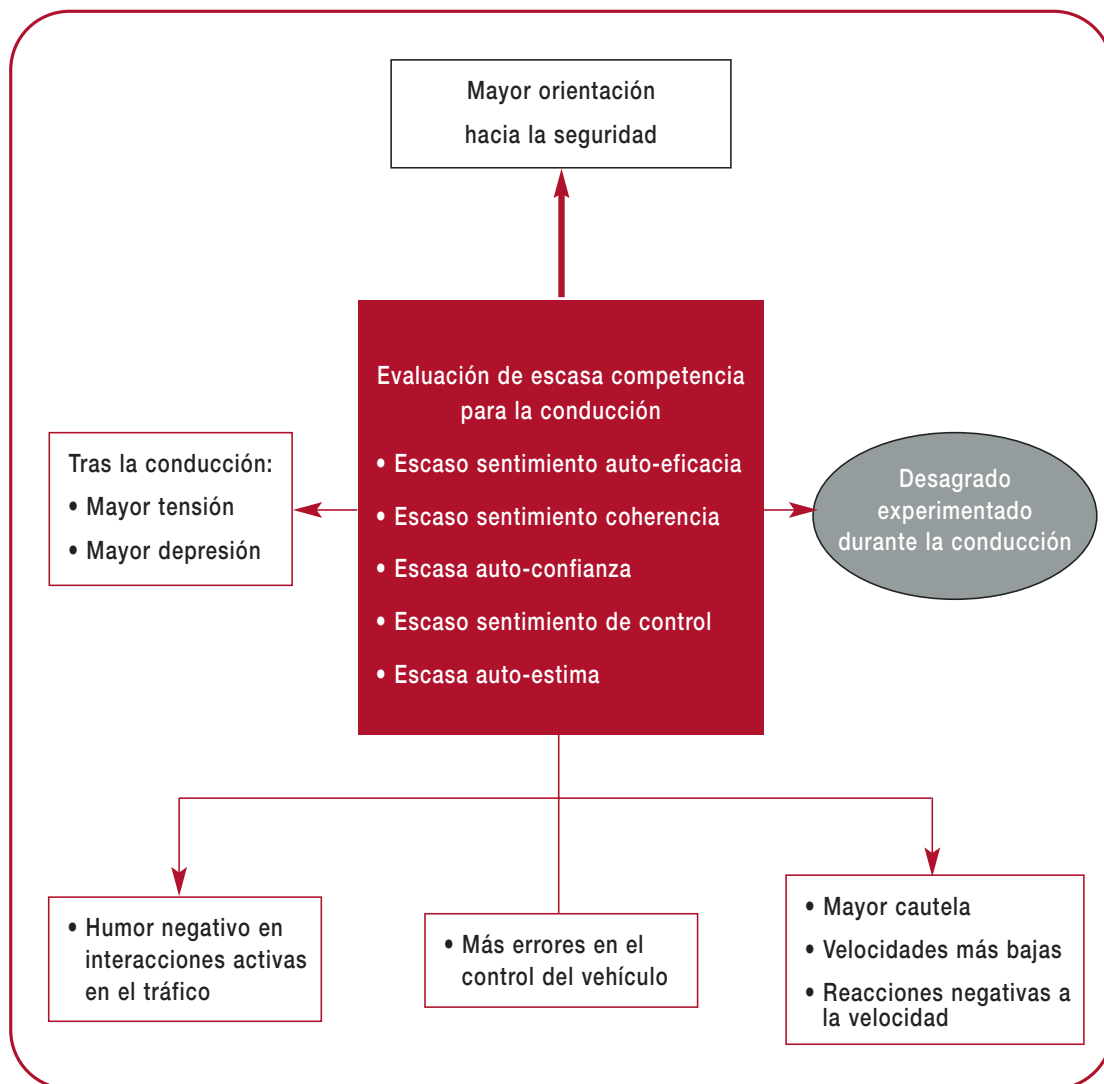 Mayor orientación
hacia la seguridad
Evaluación de escasa competencia
para la conducción
• Escaso sentimiento auto-eficacia
• Escaso sentimiento coherencia
• Escasa auto-confianza
• Escaso sentimiento de control
• Escasa auto-estima
Tras la conducción:
• Mayor tensión
• Mayor depresión
Desagrado
experimentado
durante la conducción
• Humor negativo en
interacciones activas
en el tráfico
• Más errores en el
control del vehículo
• Mayor cautela
• Velocidades más bajas
• Reacciones negativas a
la velocidad